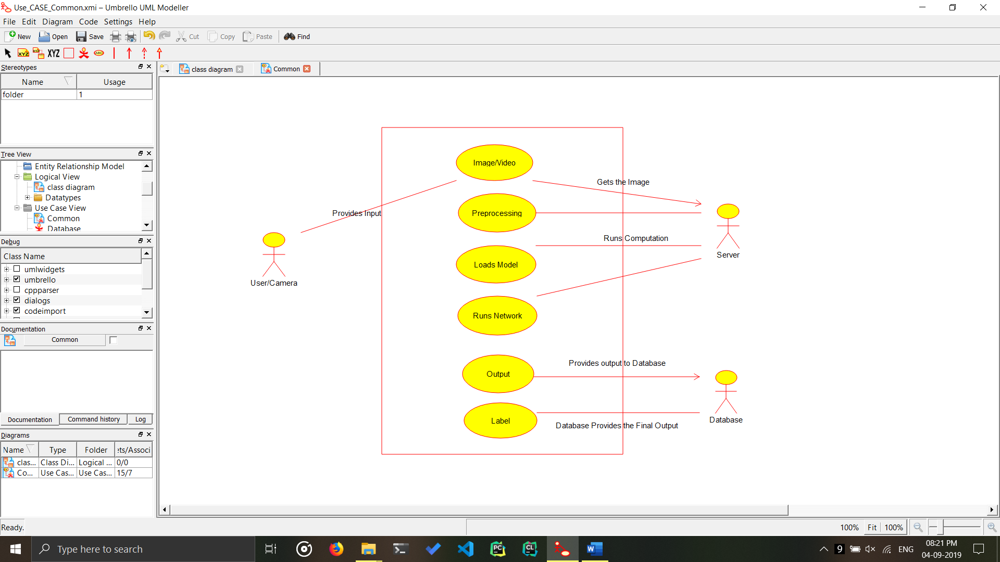 Use_CASE_Common.xmi – Umbrello UML Modeller
File Edit Diagram Code Settings Help
New Open Save Cut Copy Paste Find
XYZ XYZ XYZ ABC
Stereotypes
Name Usage
folder 1
class diagram Common
Tree View
Entity Relationship Model
Logical View
class diagram
Datatypes
Use Case View
Common
Database
Debug
Class Name
umlwidgets
umbrello
cppparser
dialogs
codeimport
Documentation
Common
Documentation Command history Log
Diagrams
Name Type Folder :ts/Associ
clas... Class Di... Logical ... 0/0
Co... Use Cas... Use Cas... 15/7
Image/Video
Gets the Image
Provides Input
Preprocessing
Runs Computation
Server
Loads Model
User/Camera
Runs Network
Provides output to Database
Output
Label
Database
Database Provides the Final Output
Ready.
100% Fit 100%
Type here to search
PC CL W 9 ENG
08:21 PM
04-09-2019